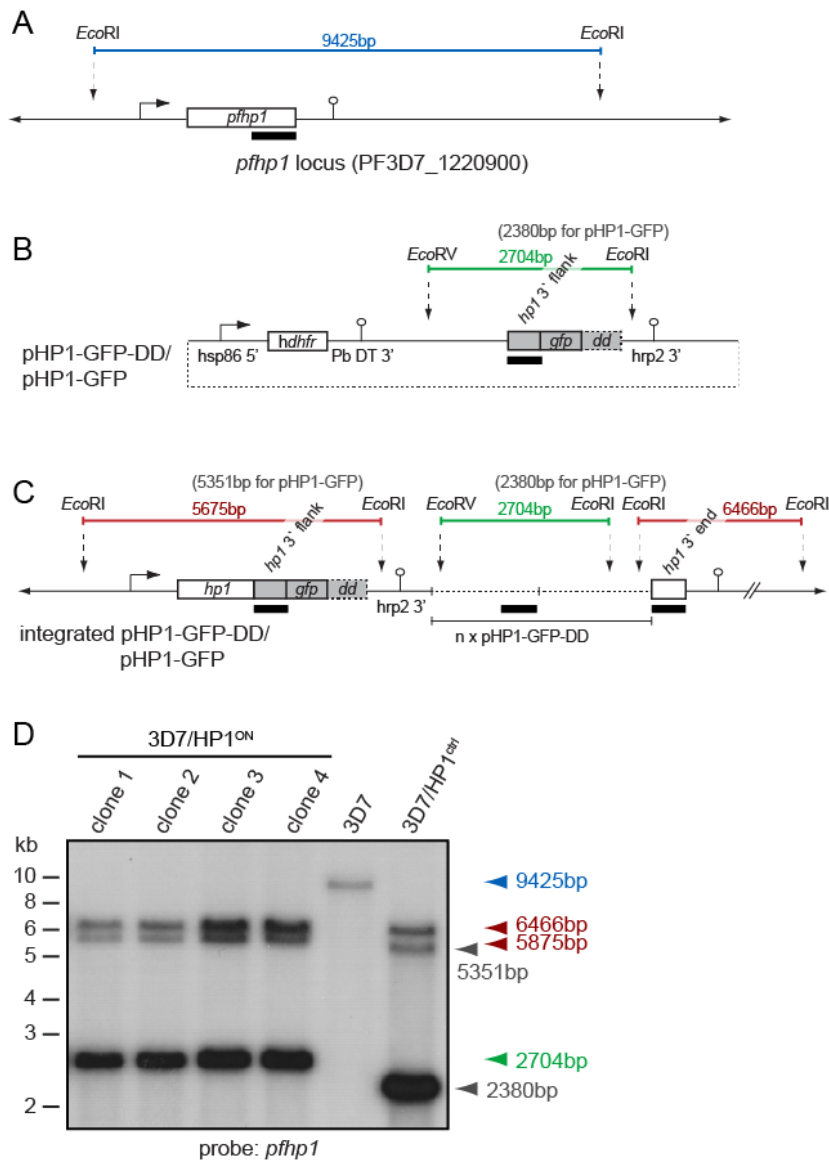 A
EcoRI
9425bp
EcoRI
pfhp1
pfhp1 locus (PF3D7_1220900)
B
(2380bp for pHP1-GFP)
EcoRV
2704bp
EcoRI
hp1 3` flank
hdhfr
gfp
dd
hsp86 5'
Pb DT 3'
hrp2 3'
pHP1-GFP-DD/
pHP1-GFP
C
(5351bp for pHP1-GFP)
(2380bp for pHP1-GFP)
EcoRI
5675bp
EcoRI
EcoRV
2704bp
EcoRI
EcoRI
6466bp
EcoRI
hp1 3` flank
hp1 3` end
hp1
gfp
dd
hrp2 3'
integrated pHP1-GFP-DD/
pHP1-GFP
n x pHP1-GFP-DD
D
3D7/HP1ᴼᴺ
clone 1
clone 2
clone 3
clone 4
3D7
3D7/HP1ᶜᵗʳˡ
kb
10
8
6
5
4
3
2
9425bp
6466bp
5875bp
5351bp
2704bp
2380bp
probe: pfhp1